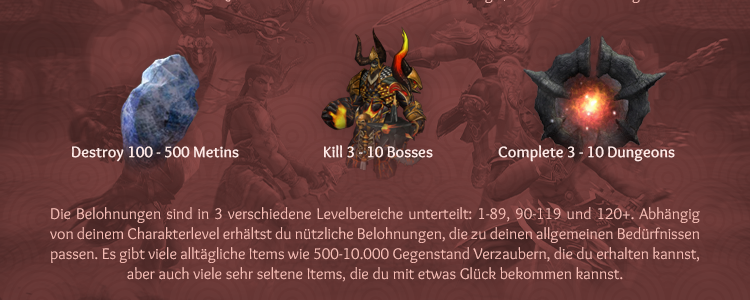 Destroy 100 - 500 Metins
Kill 3 - 10 Bosses
Complete 3 - 10 Dungeons
Die Belohnungen sind in 3 verschiedene Levelbereiche unterteilt: 1-89, 90-119 und 120+. Abhängig
von deinem Charakterlevel erhältst du nützliche Belohnungen, die zu deinen allgemeinen Bedürfnissen
passen. Es gibt viele alltägliche Items wie 500-10.000 Gegenstand Verzaubern, die du erhalten kannst,
aber auch viele sehr seltene Items, die du mit etwas Glück bekommen kannst.